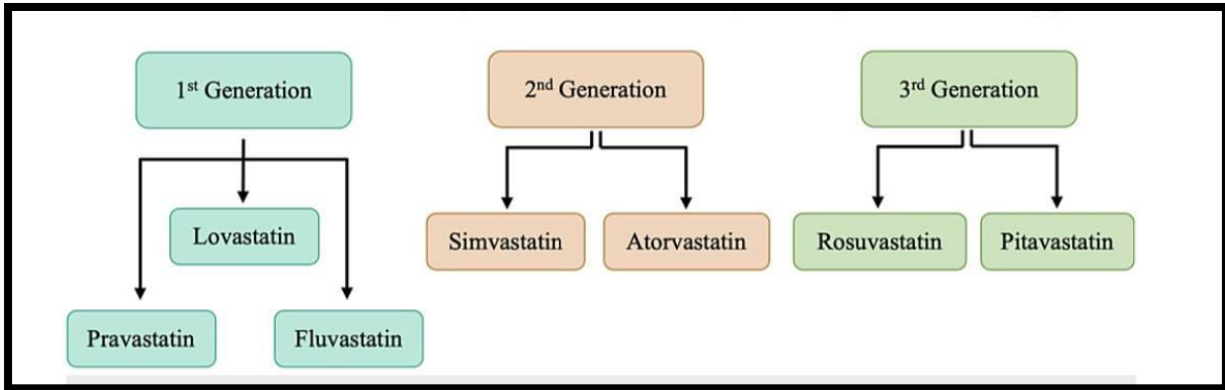 1st Generation
2nd Generation
3rd Generation
Lovastatin
Simvastatin
Atorvastatin
Rosuvastatin
Pitavastatin
Pravastatin
Fluvastatin